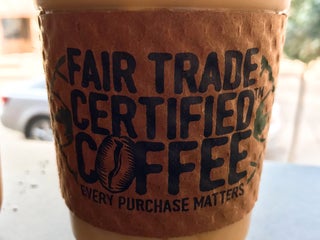 FAIR TRADE
CERTIFIED™
COFFEE
EVERY PURCHASE MATTERS